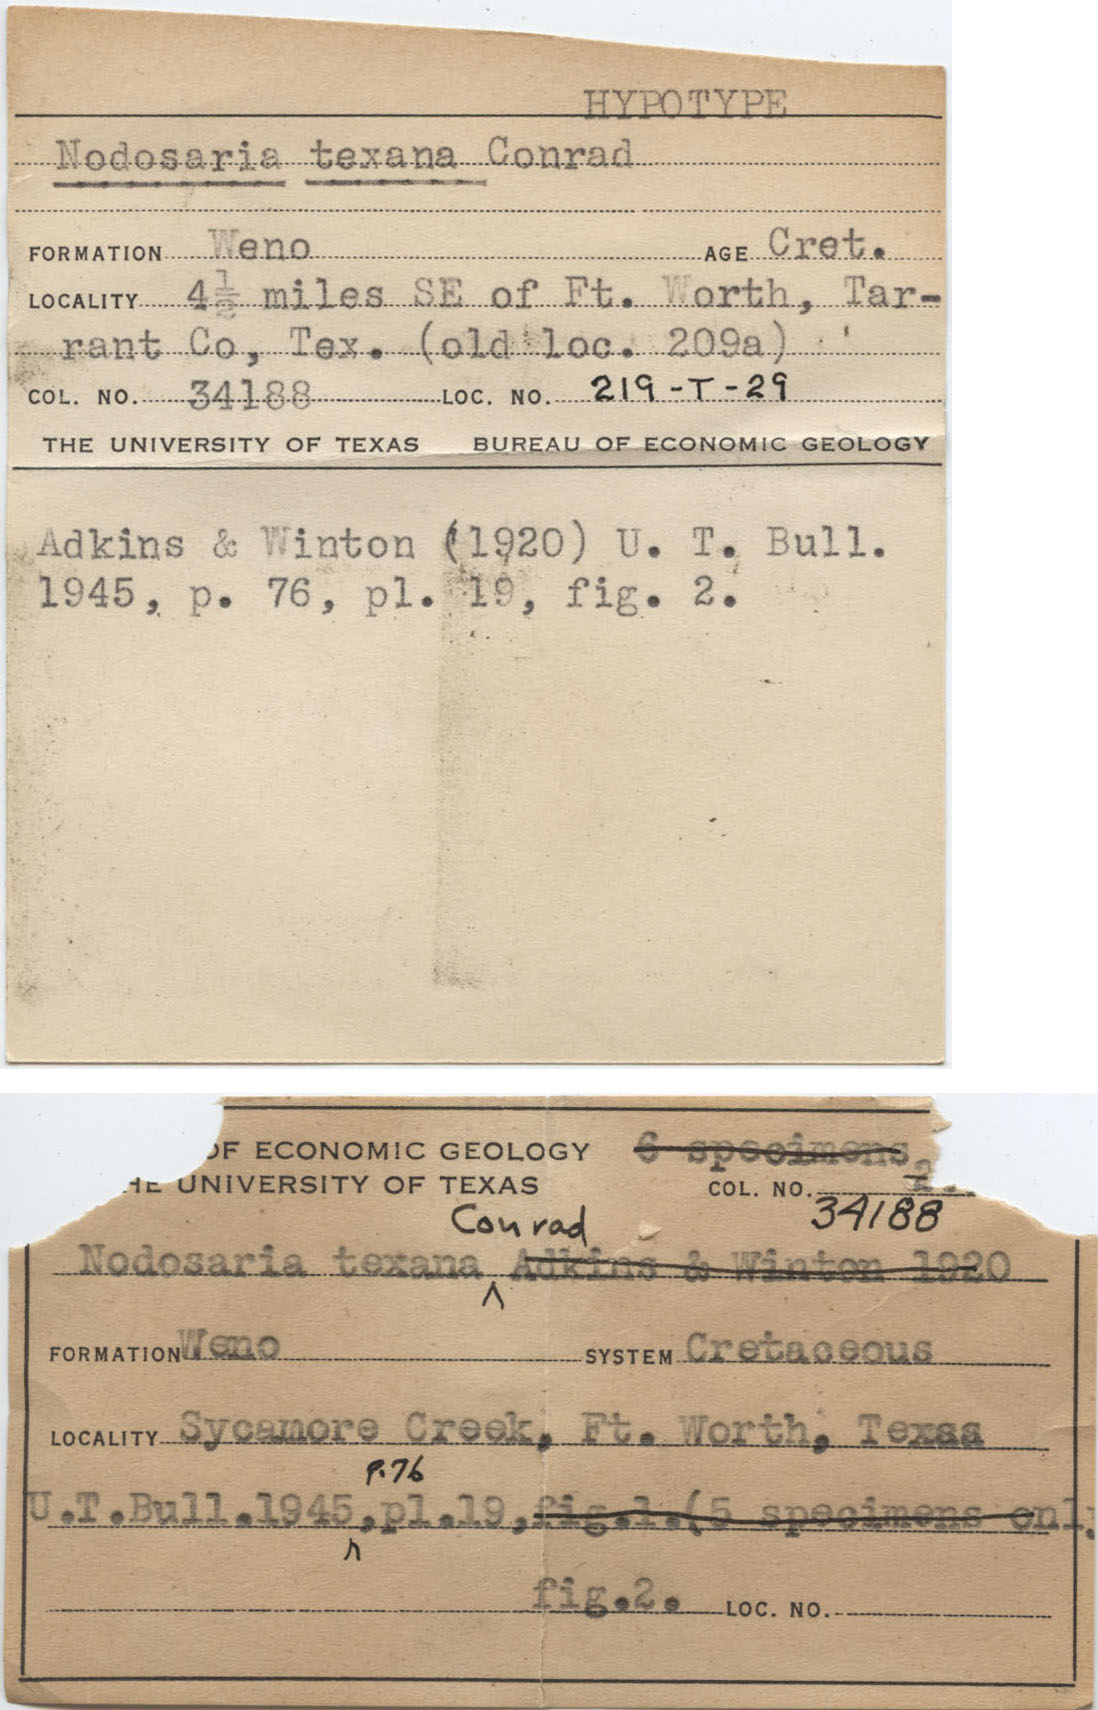 HYPOTYPE
Nodosaria texana Conrad
FORMATION Weno AGE Cret.
LOCALITY 4½ miles SE of Ft. Worth, Tar-
rant Co, Tex. (old loc. 209a)
COL. NO. 34188 LOC. NO. 219-T-29
THE UNIVERSITY OF TEXAS BUREAU OF ECONOMIC GEOLOGY
Adkins & Winton (1920) U. T. Bull.
1945, p. 76, pl. 19, fig. 2.
OF ECONOMIC GEOLOGY 6 specimens
THE UNIVERSITY OF TEXAS COL. NO.
34188
Conrad
Nodosaria texana Adkins & Winton 1920
FORMATION Weno SYSTEM Cretaceous
LOCALITY Sycamore Creek, Ft. Worth, Texas
p.76
U.T.Bull.1945,pl.19,fig.1.(5 specimens
fig.2. LOC. NO.